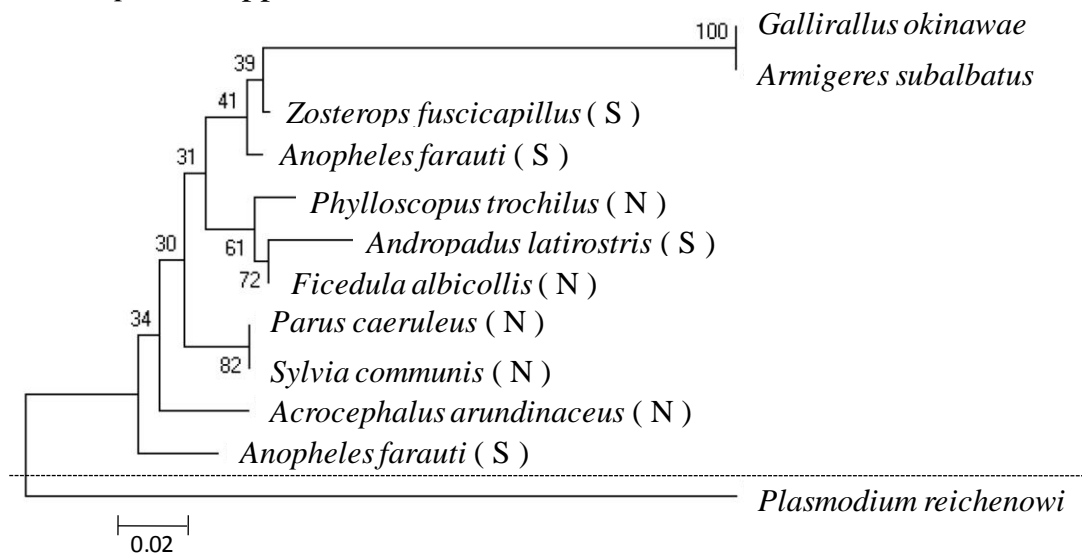 100
Gallirallus okinawae
Armigeres subalbatus
39
Zosterops fuscicapillus ( S )
41
Anopheles farauti ( S )
31
Phylloscopus trochilus ( N )
61
Andropadus latirostris ( S )
72
Ficedula albicollis ( N )
30
Parus caeruleus ( N )
82
Sylvia communis ( N )
34
Acrocephalus arundinaceus ( N )
Anopheles farauti ( S )
Plasmodium reichenowi
0.02